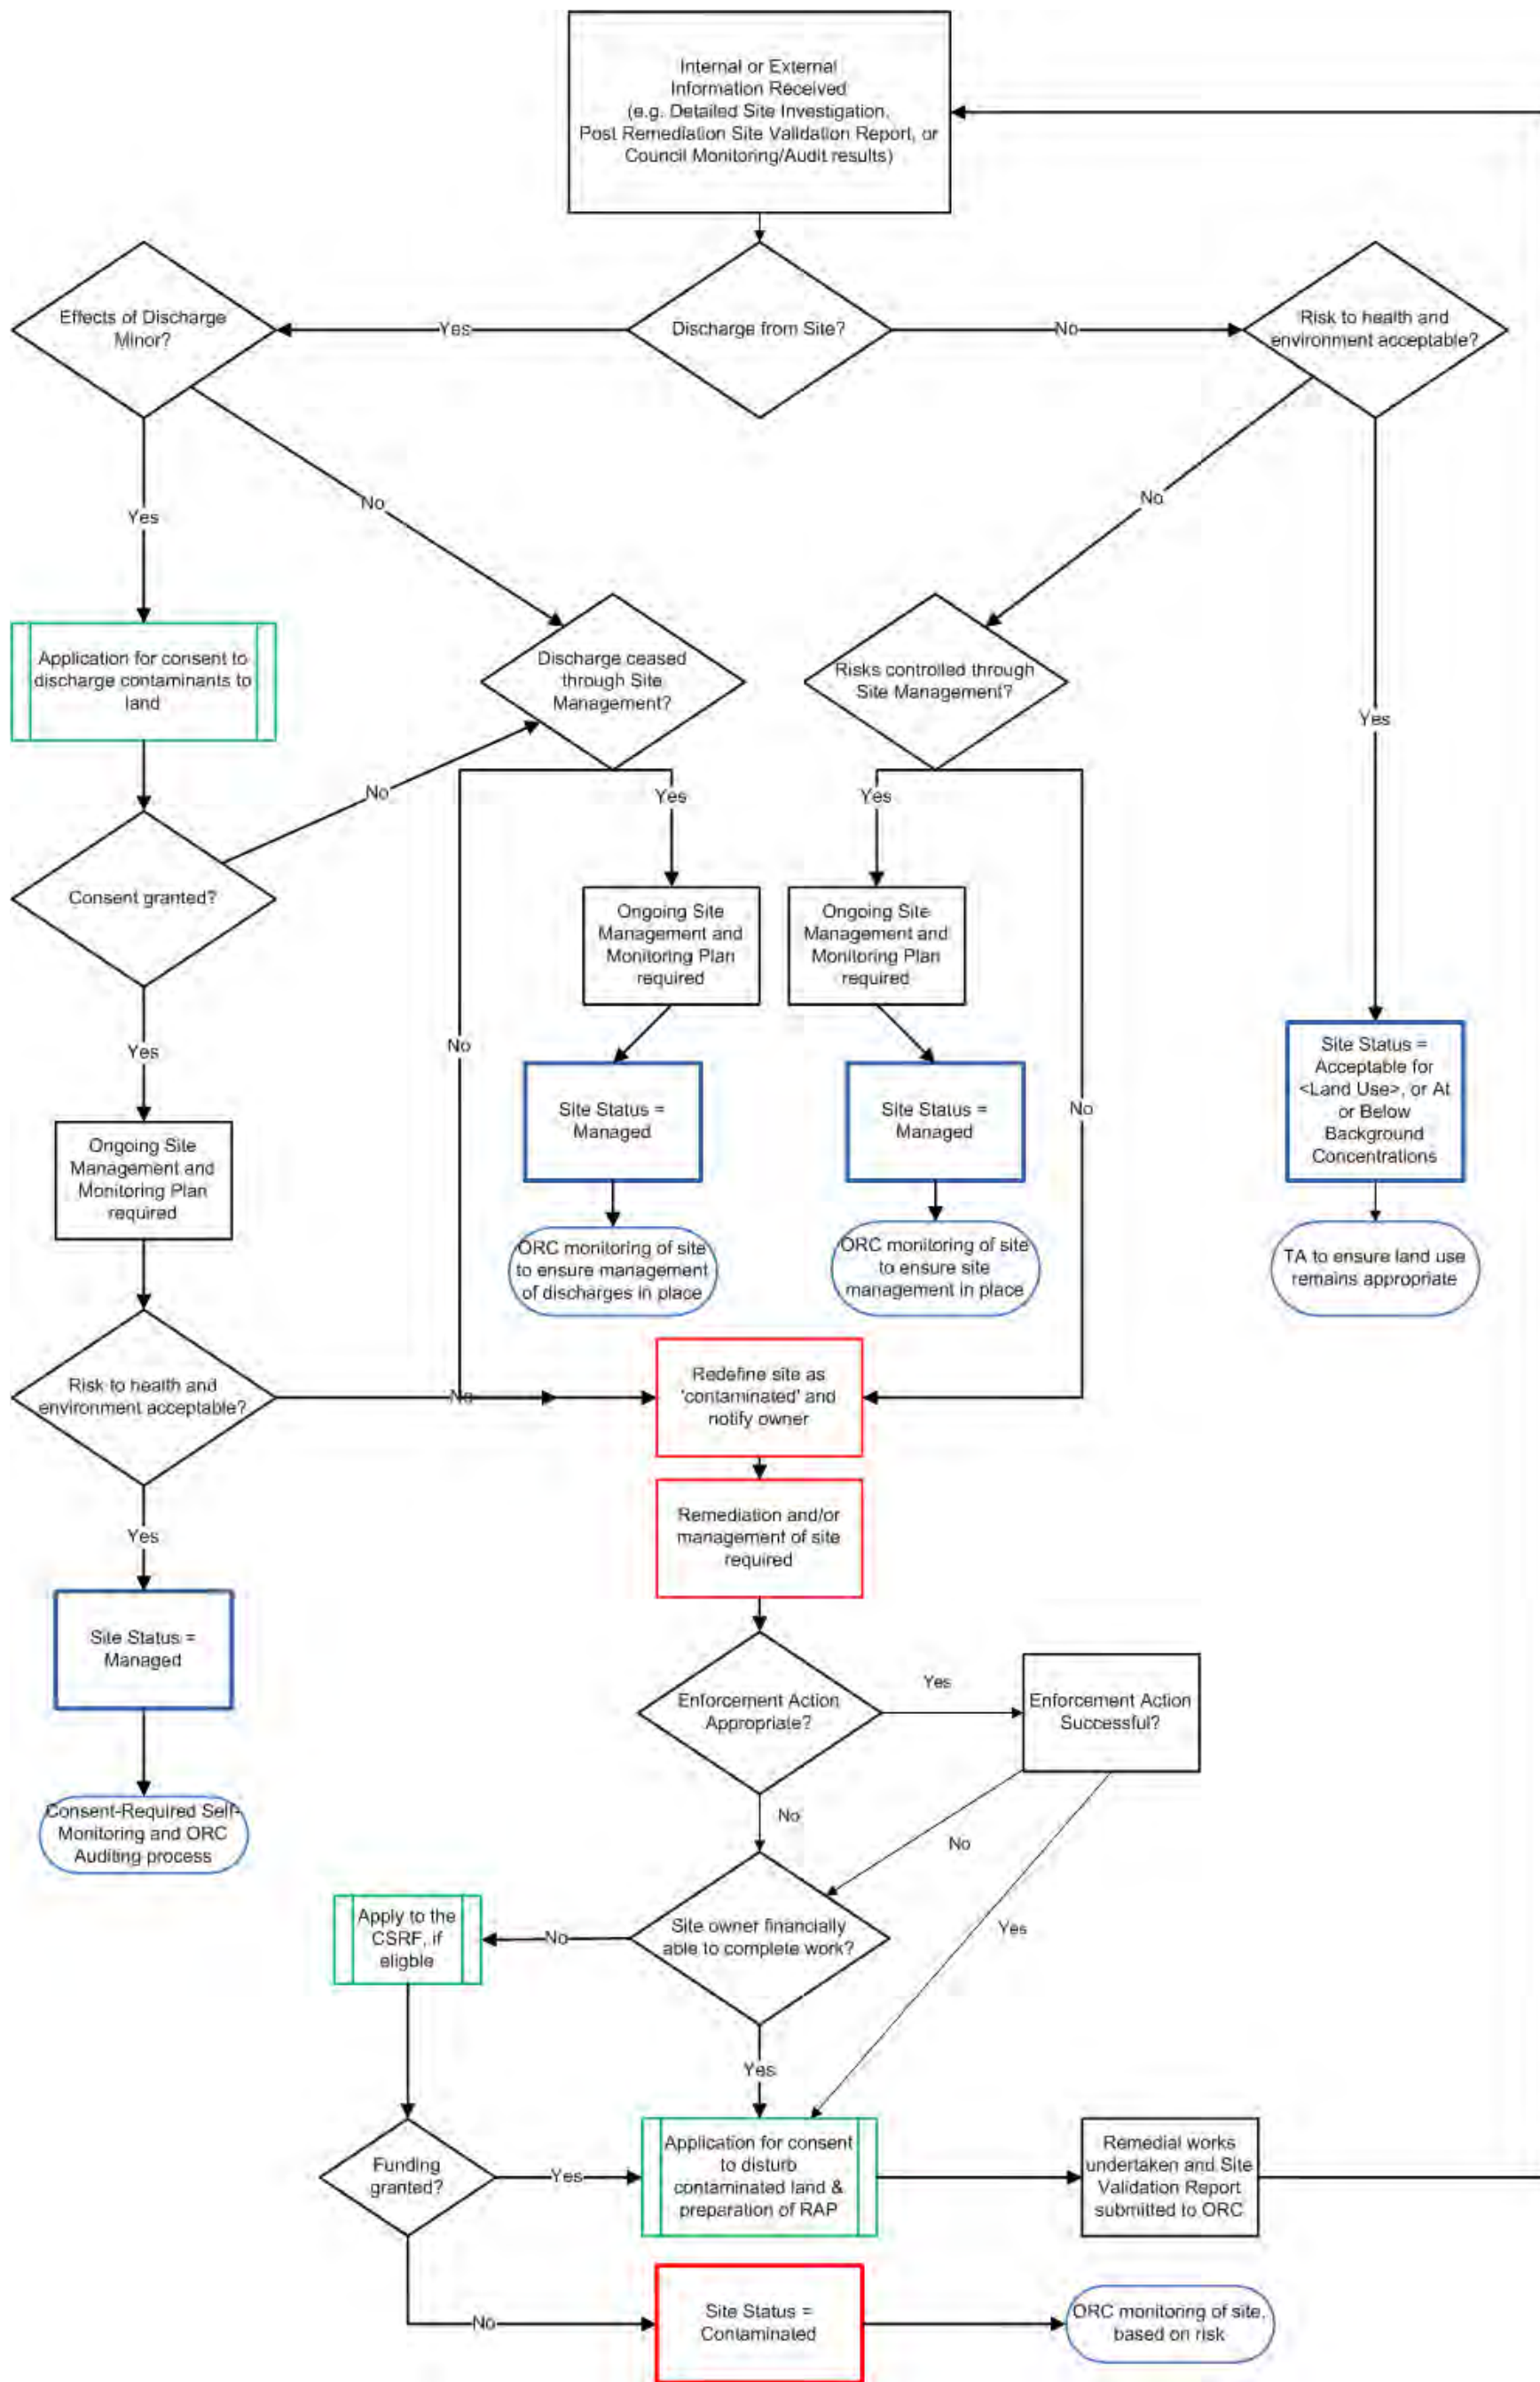 Internal or External
Information Received
(e.g. Detailed Site Investigation,
Post Remediation Site Validation Report, or
Council Monitoring/Audit results)
Effects of Discharge
Minor?
Yes
Discharge from Site?
No
Risk to health and
environment acceptable?
Yes
No
No
Yes
Application for consent to
discharge contaminants to
land
Discharge ceased
through Site
Management?
Risks controlled through
Site Management?
No
Yes
Yes
Consent granted?
Ongoing Site
Management and
Monitoring Plan
required
Ongoing Site
Management and
Monitoring Plan
required
No
No
Yes
Site Status =
Managed
Site Status =
Managed
Site Status =
Acceptable for
<Land Use>, or At
or Below
Background
Concentrations
Ongoing Site
Management and
Monitoring Plan
required
ORC monitoring of site
to ensure management
of discharges in place
ORC monitoring of site
to ensure site
management in place
TA to ensure land use
remains appropriate
Risk to health and
environment acceptable?
No
Redefine site as
'contaminated' and
notify owner
Yes
Remediation and/or
management of site
required
Site Status =
Managed
Enforcement Action
Appropriate?
Yes
Enforcement Action
Successful?
No
No
Yes
Consent-Required Self-
Monitoring and ORC
Auditing process
Apply to the
CSRF, if
eligble
No
Site owner financially
able to complete work?
Yes
Funding
granted?
Yes
Application for consent
to disturb
contaminated land &
preparation of RAP
Remedial works
undertaken and Site
Validation Report
submitted to ORC
No
Site Status =
Contaminated
ORC monitoring of site,
based on risk